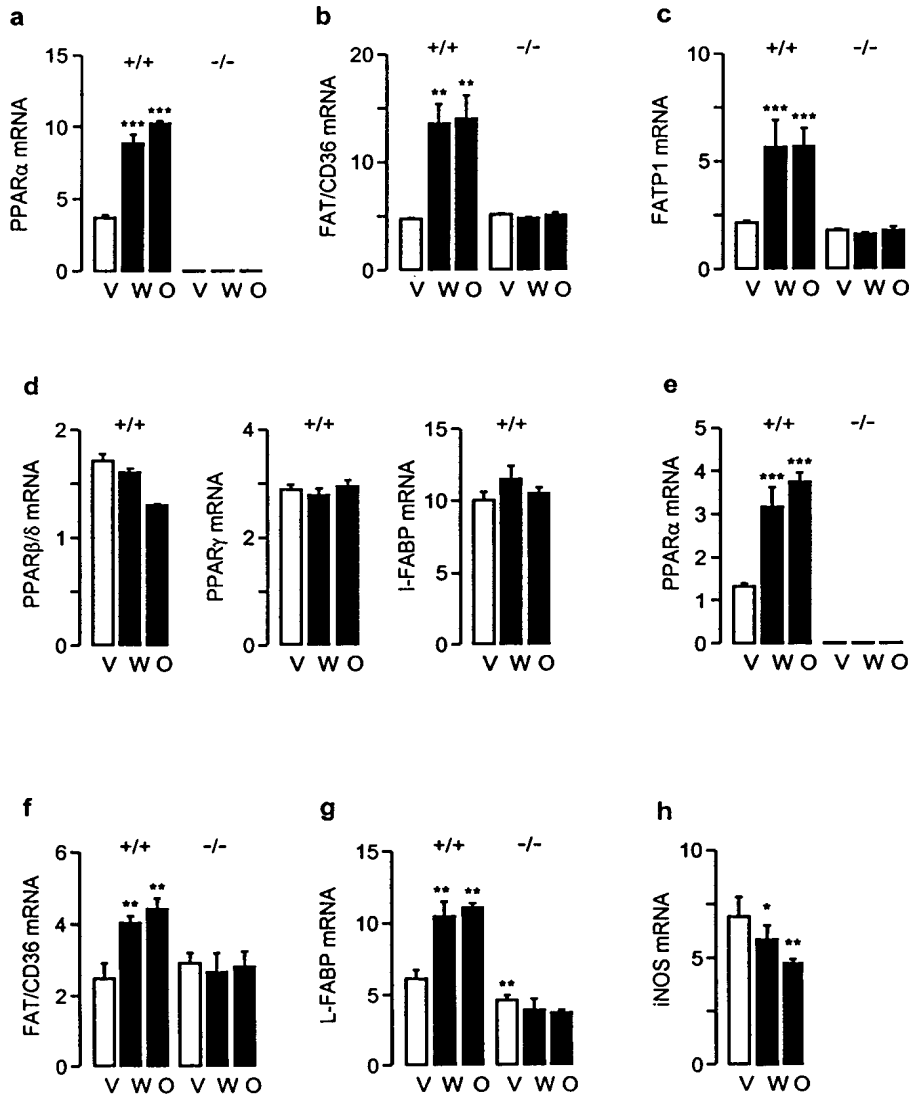 a
+/+ -/-
PPARα mRNA
15
10
5
0
*** ***
V W O V W O
b
+/+ -/-
FAT/CD36 mRNA
20
15
10
5
0
** **
V W O V W O
c
+/+ -/-
FATP1 mRNA
10
5
0
*** ***
V W O V W O
d
+/+
PPARβ/δ mRNA
2
1
0
V W O
+/+
PPARγ mRNA
4
2
0
V W O
+/+
I-FABP mRNA
15
10
5
0
V W O
e
+/+ -/-
PPARα mRNA
5
4
3
2
1
0
*** ***
V W O V W O
f
+/+ -/-
FAT/CD36 mRNA
6
4
2
0
** **
V W O V W O
g
+/+ -/-
L-FABP mRNA
15
10
5
0
** ** **
V W O V W O
h
iNOS mRNA
10
5
0
* **
V W O